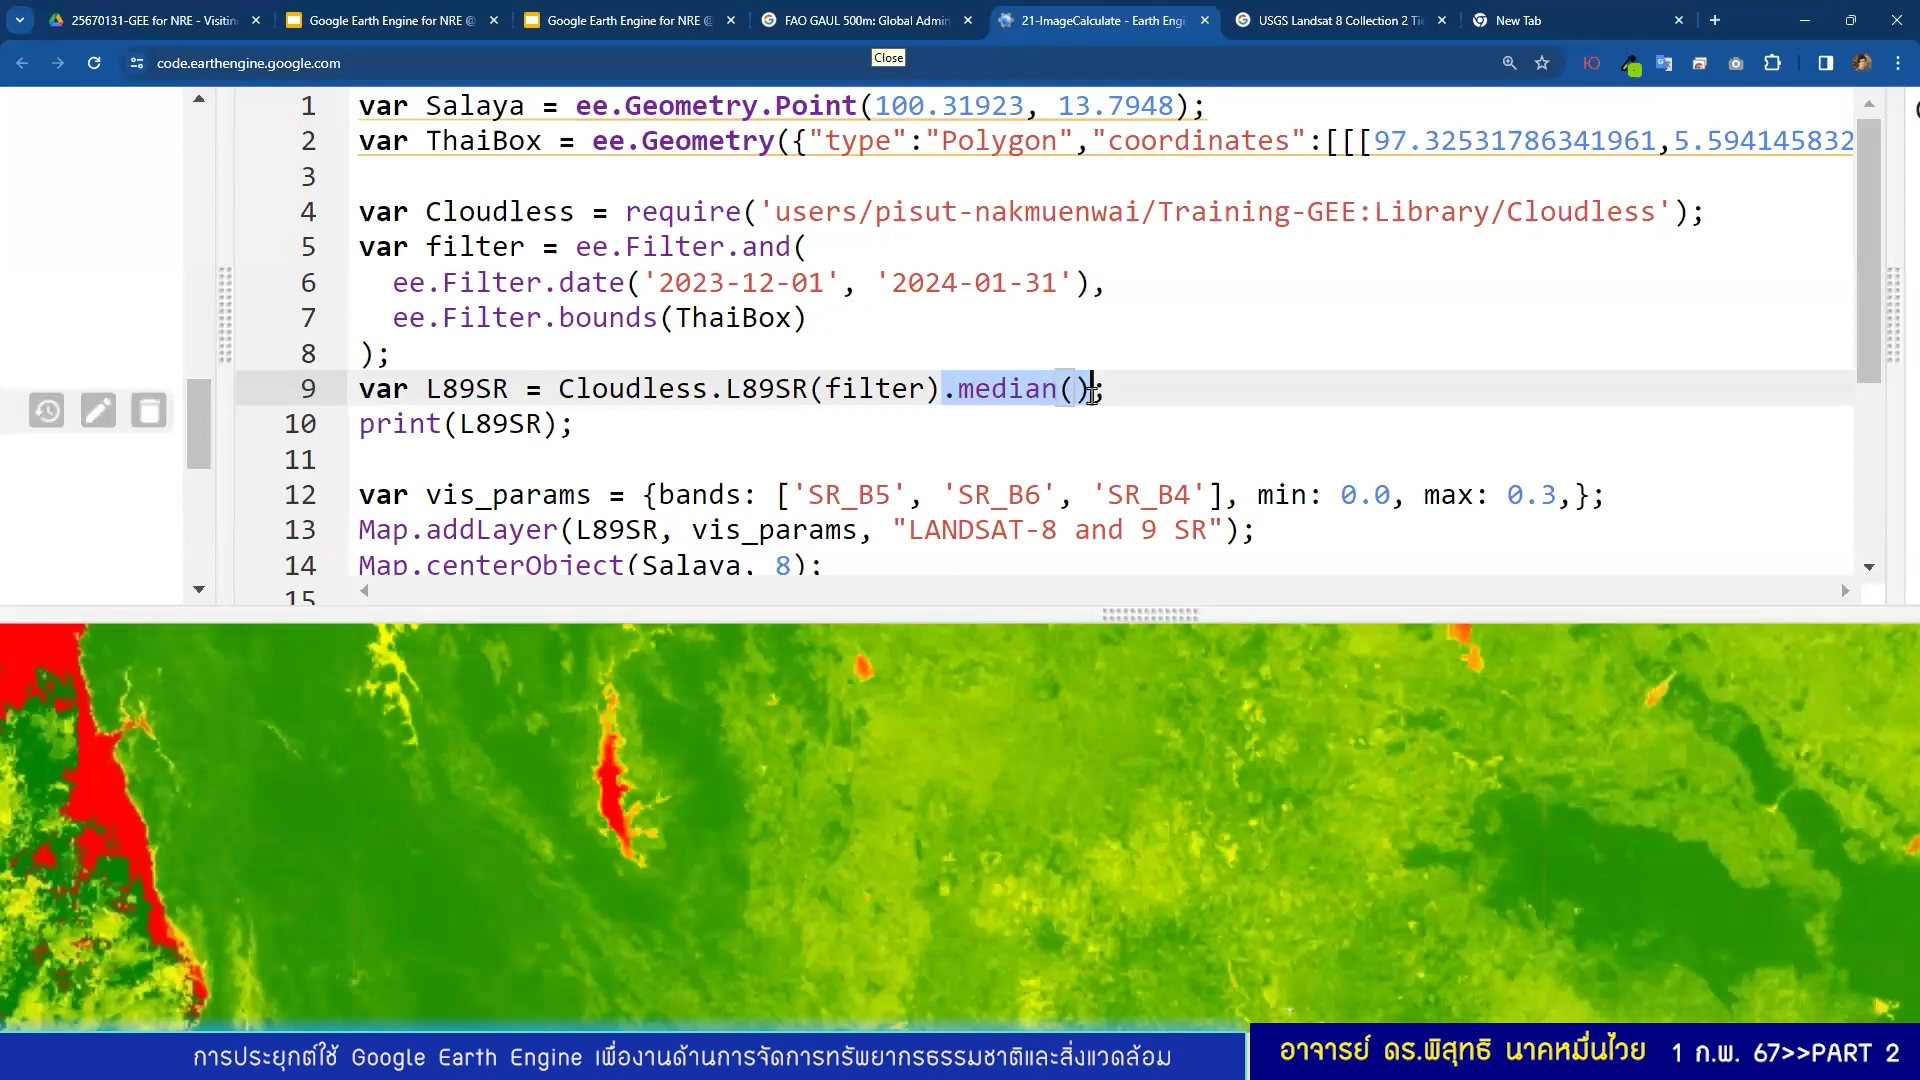 25670131-GEE for NRE - Visitin
Google Earth Engine for NRE @
Google Earth Engine for NRE @
FAO GAUL 500m: Global Admin
21-ImageCalculate - Earth Engi
USGS Landsat 8 Collection 2 Tie
New Tab
code.earthengine.google.com
Close
1 var Salaya = ee.Geometry.Point(100.31923, 13.7948);
2 var ThaiBox = ee.Geometry({"type":"Polygon","coordinates":[[[97.32531786341961,5.594145832
3
4 var Cloudless = require('users/pisut-nakmuenwai/Training-GEE:Library/Cloudless');
5 var filter = ee.Filter.and(
6 ee.Filter.date('2023-12-01', '2024-01-31'),
7 ee.Filter.bounds(ThaiBox)
8 );
9 var L89SR = Cloudless.L89SR(filter).median();
10 print(L89SR);
11
12 var vis_params = {bands: ['SR_B5', 'SR_B6', 'SR_B4'], min: 0.0, max: 0.3,};
13 Map.addLayer(L89SR, vis_params, "LANDSAT-8 and 9 SR");
14 Map.centerObject(Salaya, 8);
15
การประยุกต์ใช้ Google Earth Engine เพื่องานด้านการจัดการทรัพยากรธรรมชาติและสิ่งแวดล้อม
อาจารย์ ดร.พิสุทธิ นาคหมื่นไวย 1 ก.พ. 67>>PART 2